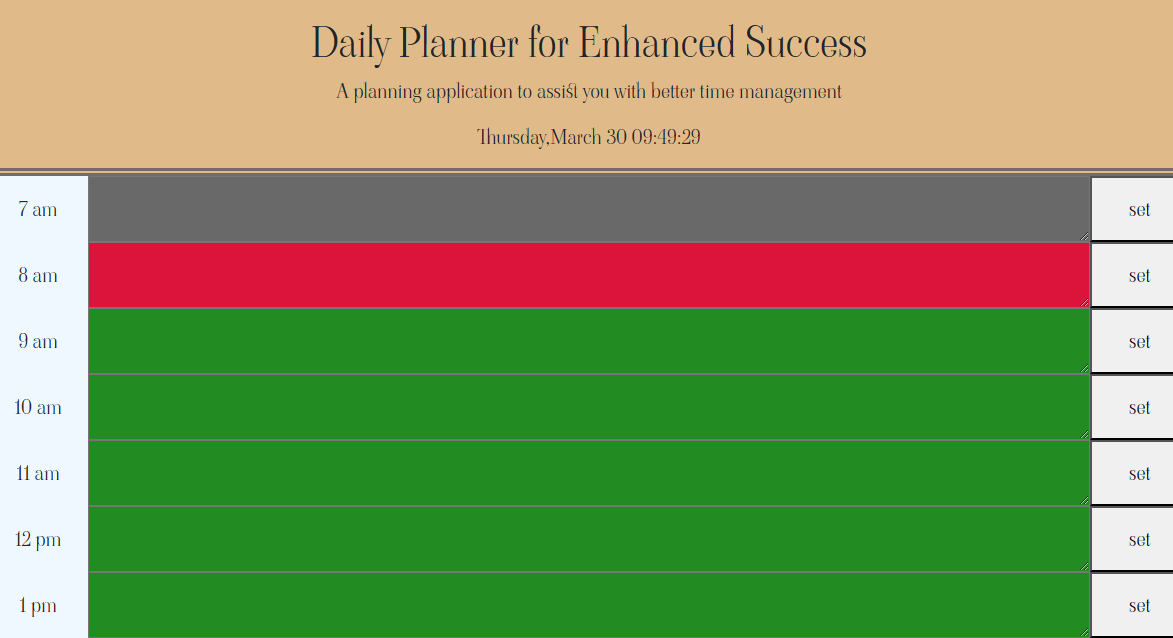 Daily Planner for Enhanced Success
A planning application to assist you with better time management
Thursday,March 30 09:49:29
7 am set
8 am set
9 am set
10 am set
11 am set
12 pm set
1 pm set